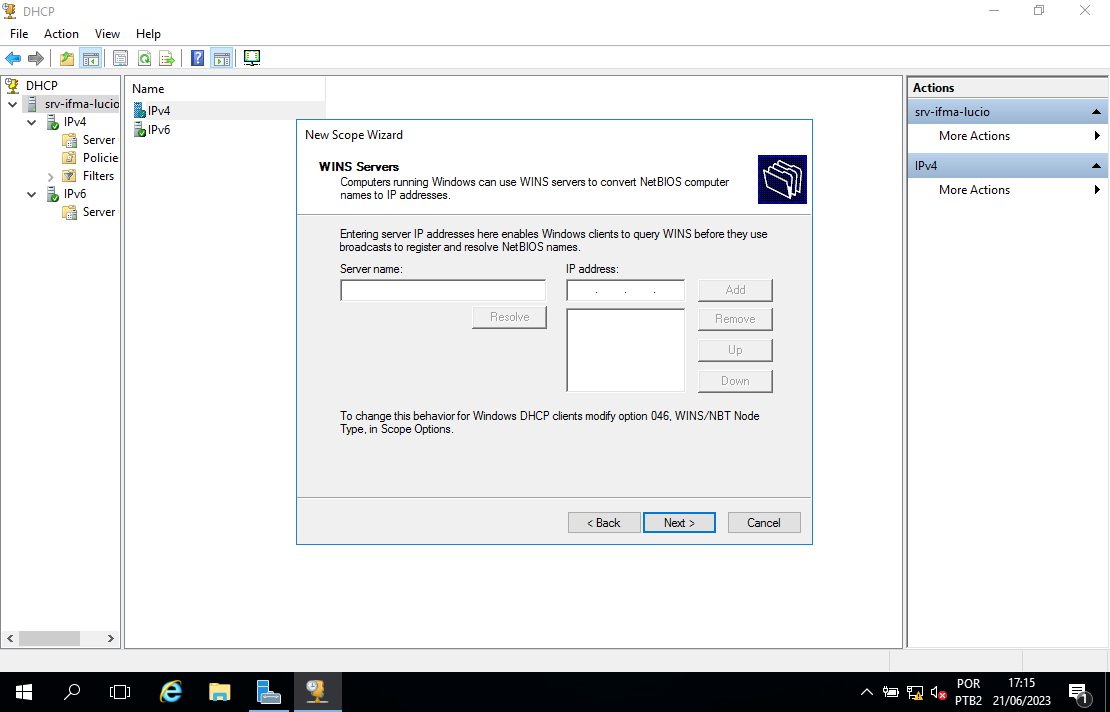 DHCP
File Action View Help
DHCP
srv-ifma-lucio
IPv4
Server
Policie
Filters
IPv6
Server
Name
IPv4
IPv6
New Scope Wizard
WINS Servers
Computers running Windows can use WINS servers to convert NetBIOS computer
names to IP addresses.
Entering server IP addresses here enables Windows clients to query WINS before they use
broadcasts to register and resolve NetBIOS names.
Server name:
IP address:
Add
Resolve
Remove
Up
Down
To change this behavior for Windows DHCP clients modify option 046, WINS/NBT Node
Type, in Scope Options.
< Back
Next >
Cancel
Actions
srv-ifma-lucio
More Actions
IPv4
More Actions
POR
PTB2
17:15
21/06/2023
1